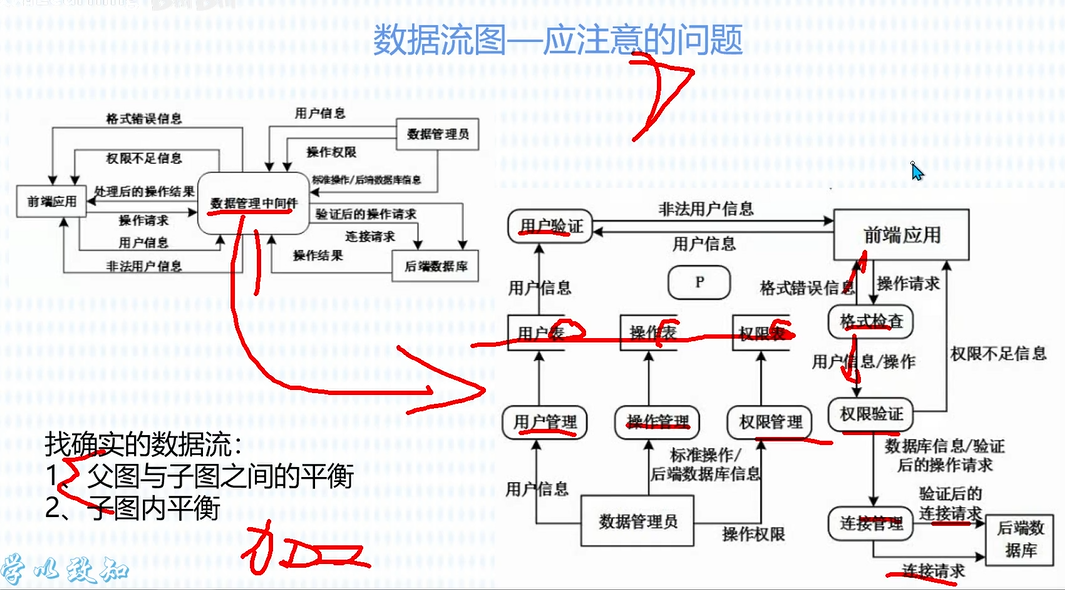 数据流图—应注意的问题
格式错误信息
权限不足信息
处理后的操作结果
前端应用
操作请求
用户信息
非法用户信息
数据管理中间件
用户信息
操作权限
数据管理员
标准操作/后端数据库信息
验证后的操作请求
连接请求
操作结果
后端数据库
找确实的数据流：
1、父图与子图之间的平衡
2、子图内平衡
学以致知
用户验证
非法用户信息
用户信息
前端应用
P
用户信息
格式错误信息
操作请求
用户表
操作表
权限表
格式检查
用户信息/操作
权限不足信息
用户管理
操作管理
权限管理
权限验证
标准操作/
后端数据库信息
数据库信息/验证
后的操作请求
用户信息
数据管理员
操作权限
连接管理
验证后的
连接请求
后端数
据库
连接请求